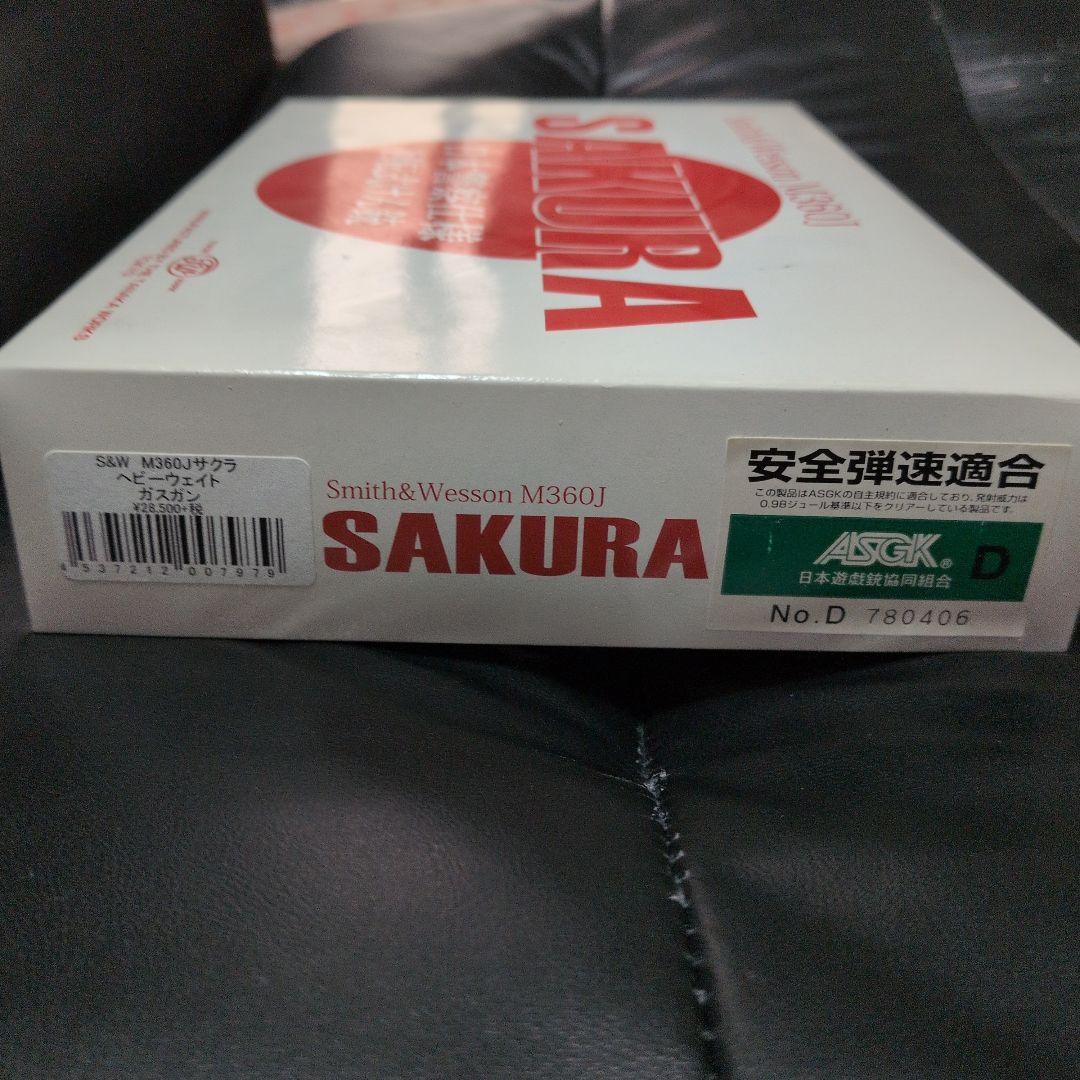 Smith&Wesson M360J
SAKURA
S&W M360Jサクラ
ヘビーウェイト
ガスガン
¥28,500+税
4537212007979
Smith&Wesson M360J
SAKURA
安全弾速適合
この製品はASGKの自主規約に適合しており、発射威力は
0.98ジュール基準以下をクリアーしている製品です。
ASGK® D
日本遊戯銃協同組合
No.D 780406